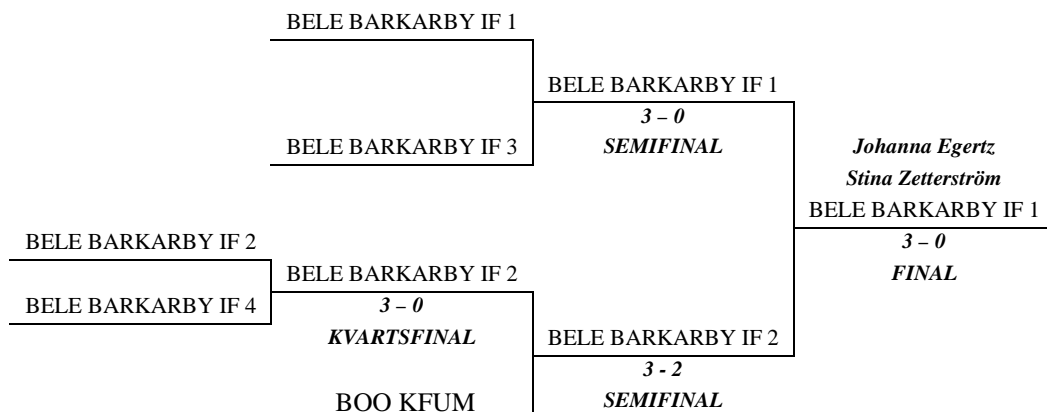 BELE BARKARBY IF 1
BELE BARKARBY IF 1
3 – 0
BELE BARKARBY IF 3
SEMIFINAL
Johanna Egertz
Stina Zetterström
BELE BARKARBY IF 1
BELE BARKARBY IF 2
3 – 0
BELE BARKARBY IF 2
FINAL
BELE BARKARBY IF 4
3 – 0
KVARTSFINAL
BELE BARKARBY IF 2
3 - 2
BOO KFUM
SEMIFINAL